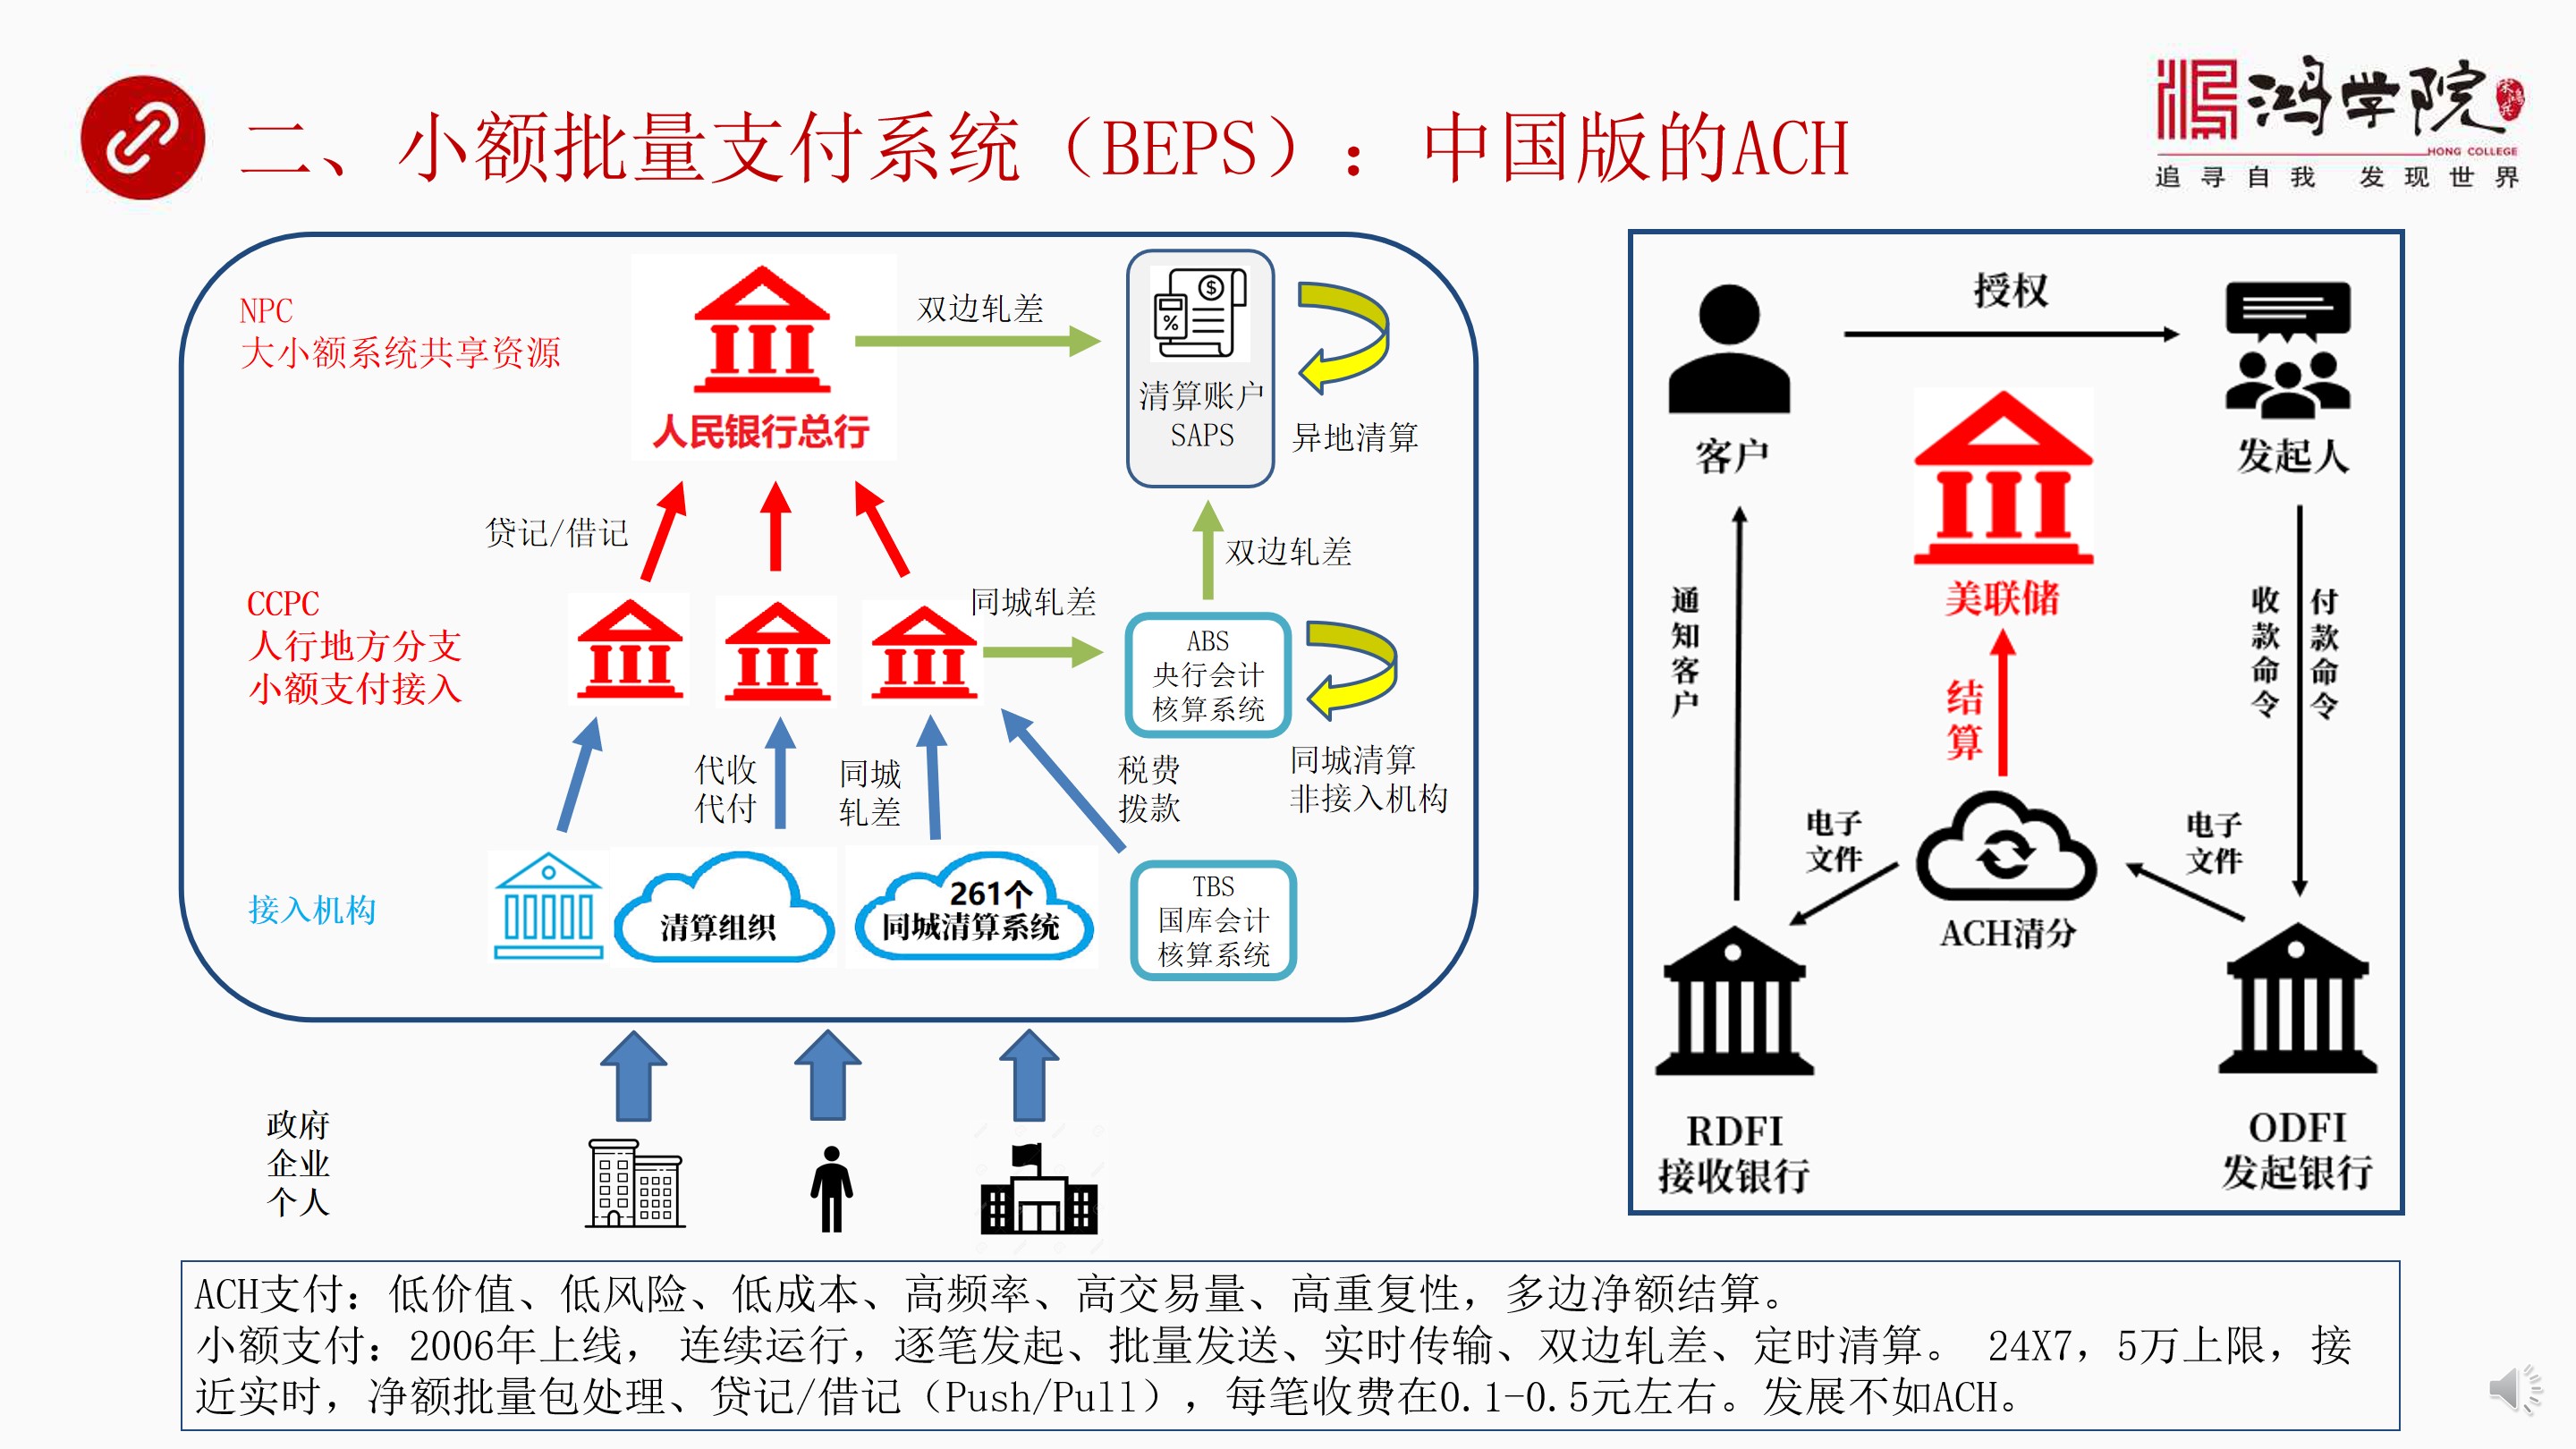 二、小额批量支付系统（BEPS）：中国版的ACH
鸿学院
HONG COLLEGE
追寻自我 发现世界
NPC
大小额系统共享资源
人民银行总行
双边轧差
清算账户
SAPS
异地清算
贷记/借记
双边轧差
CCPC
人行地方分支
小额支付接入
同城轧差
ABS
央行会计
核算系统
同城清算
非接入机构
代收
代付
同城
轧差
税费
拨款
接入机构
清算组织
261个
同城清算系统
TBS
国库会计
核算系统
政府
企业
个人
授权
客户
发起人
美联储
通知客户
收款命令
付款命令
结算
电子
文件
电子
文件
ACH清分
RDFI
接收银行
ODFI
发起银行
ACH支付：低价值、低风险、低成本、高频率、高交易量、高重复性，多边净额结算。
小额支付：2006年上线， 连续运行，逐笔发起、批量发送、实时传输、双边轧差、定时清算。 24X7，5万上限，接
近实时，净额批量包处理、贷记/借记（Push/Pull），每笔收费在0.1-0.5元左右。发展不如ACH。